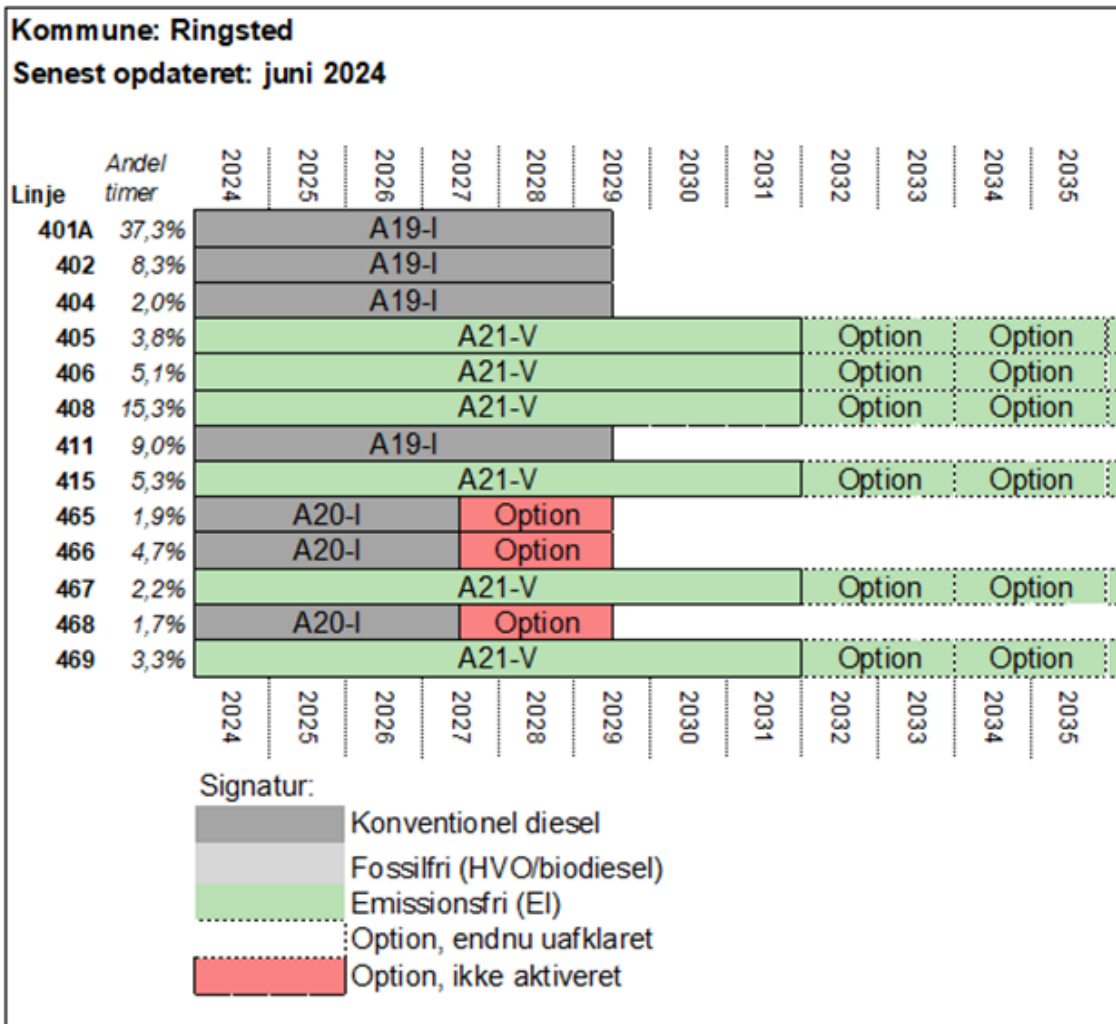 Kommune: Ringsted
Senest opdateret: juni 2024
Linje Andel timer 2024 2025 2026 2027 2028 2029 2030 2031 2032 2033 2034 2035
401A 37,3% A19-I
402 8,3% A19-I
404 2,0% A19-I
405 3,8% A21-V Option Option
406 5,1% A21-V Option Option
408 15,3% A21-V Option Option
411 9,0% A19-I
415 5,3% A21-V Option Option
465 1,9% A20-I Option
466 4,7% A20-I Option
467 2,2% A21-V Option Option
468 1,7% A20-I Option
469 3,3% A21-V Option Option
2024 2025 2026 2027 2028 2029 2030 2031 2032 2033 2034 2035
Signatur:
Konventionel diesel
Fossilfri (HVO/biodiesel)
Emissionsfri (El)
Option, endnu uafklaret
Option, ikke aktiveret